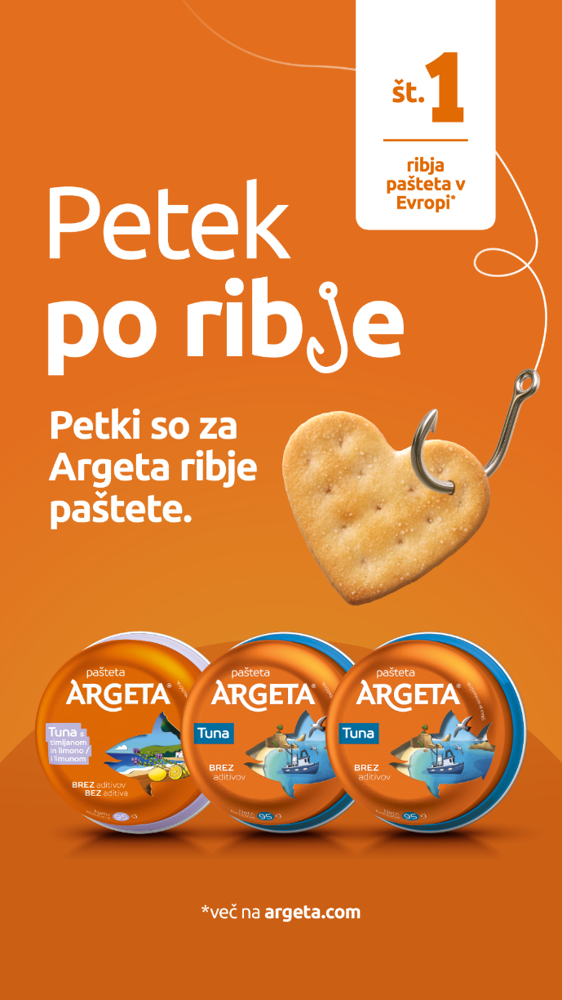 št.1
ribja
pašteta v
Evropi*
Petek
po ribje
Petki so za
Argeta ribje
paštete.
pašteta
ARGETA®
Tuna s
timijanom
in limono /
i limunom
BREZ aditivov
BEZ aditiva
95 g
pašteta
ARGETA®
Tuna
BREZ
aditivov
95 g
pašteta
ARGETA®
Tuna
BREZ
aditivov
95 g
*več na argeta.com